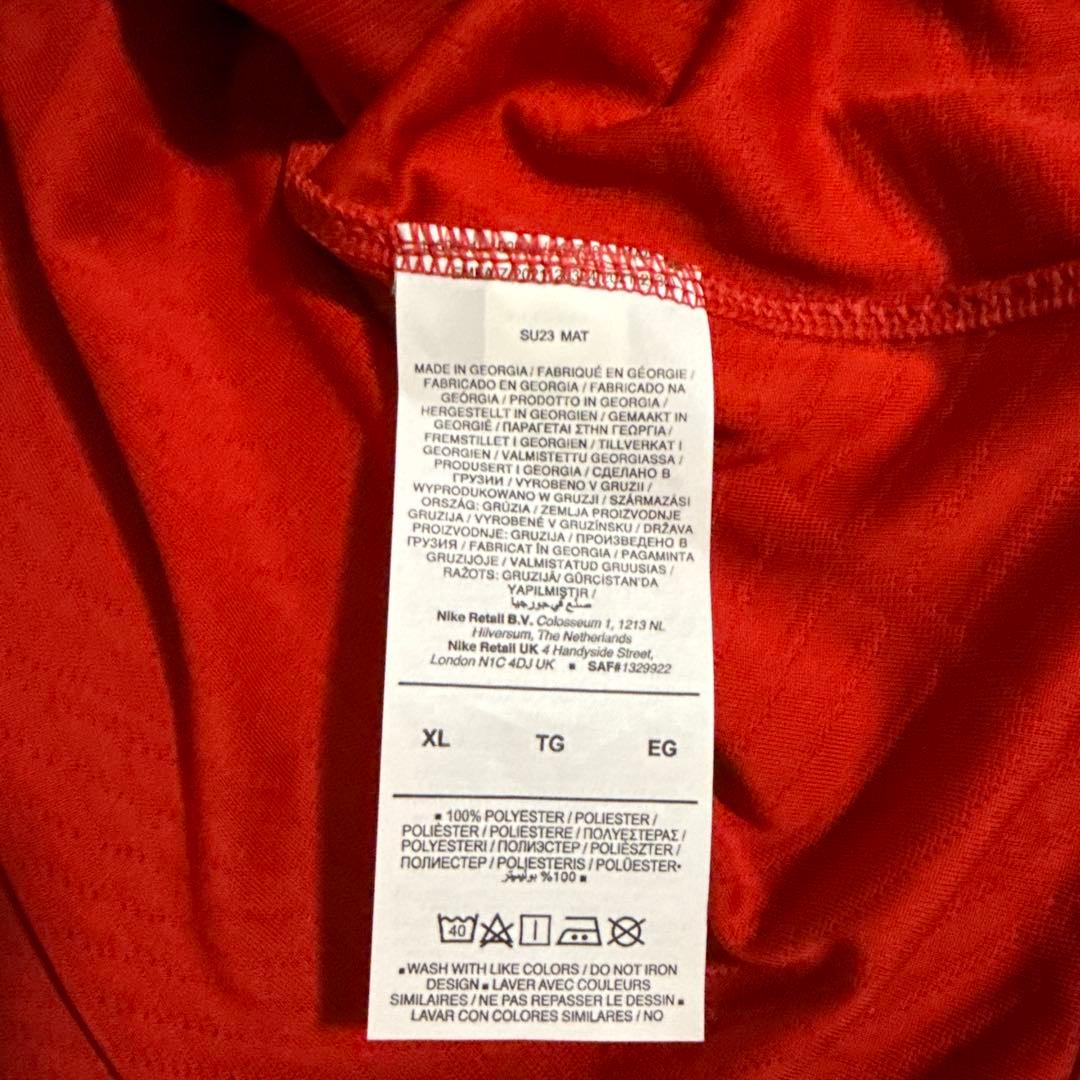 SU23 MAT
MADE IN GEORGIA / FABRIQUÉ EN GÉORGIE /
FABRICADO EN GEORGIA / FABRICADO NA
GEÓRGIA / PRODOTTO IN GEORGIA /
HERGESTELLT IN GEORGIEN / GEMAAKT IN
GEORGIË / ΠΑΡΑΓΕΤΑΙ ΣΤΗΝ ΓΕΩΡΓΙΑ /
FREMSTILLET I GEORGIEN / TILLVERKAT I
GEORGIEN / VALMISTETTU GEORGIASSA /
PRODUSERT I GEORGIA / СДЕЛАНО В
ГРУЗИИ / VYROBENO V GRUZII /
WYPRODUKOWANO W GRUZJI / SZÁRMAZÁSI
ORSZÁG: GRÚZIA / ZEMLJA PROIZVODNJE
GRUZIJA / VYROBENÉ V GRUZÍNSKU / DRŽAVA
PROIZVODNJE: GRUZIJA / ПРОИЗВЕДЕНО В
ГРУЗИЯ / FABRICAT ÎN GEORGIA / PAGAMINTA
GRUZIJOJE / VALMISTATUD GRUUSIAS /
RAŽOTS: GRUZIJĀ/ GÜRCİSTAN'DA
YAPILMIŞTIR /
صنع في جورجيا
Nike Retail B.V. Colosseum 1, 1213 NL
Hilversum, The Netherlands
Nike Retail UK 4 Handyside Street,
London N1C 4DJ UK ▪ SAF#1329922
XL TG EG
▪ 100% POLYESTER / POLIESTER /
POLIÉSTER / POLIESTERE / ΠΟΛΥΕΣΤΕΡΑΣ /
POLYESTERI / ПОЛИЭСТЕР / POLIÉSZTER /
ПОЛИЕСТЕР / POLIESTERIS / POLÜESTER▪
100% بوليستر ▪
40
▪ WASH WITH LIKE COLORS / DO NOT IRON
DESIGN ▪ LAVER AVEC COULEURS
SIMILAIRES / NE PAS REPASSER LE DESSIN ▪
LAVAR CON COLORES SIMILARES / NO